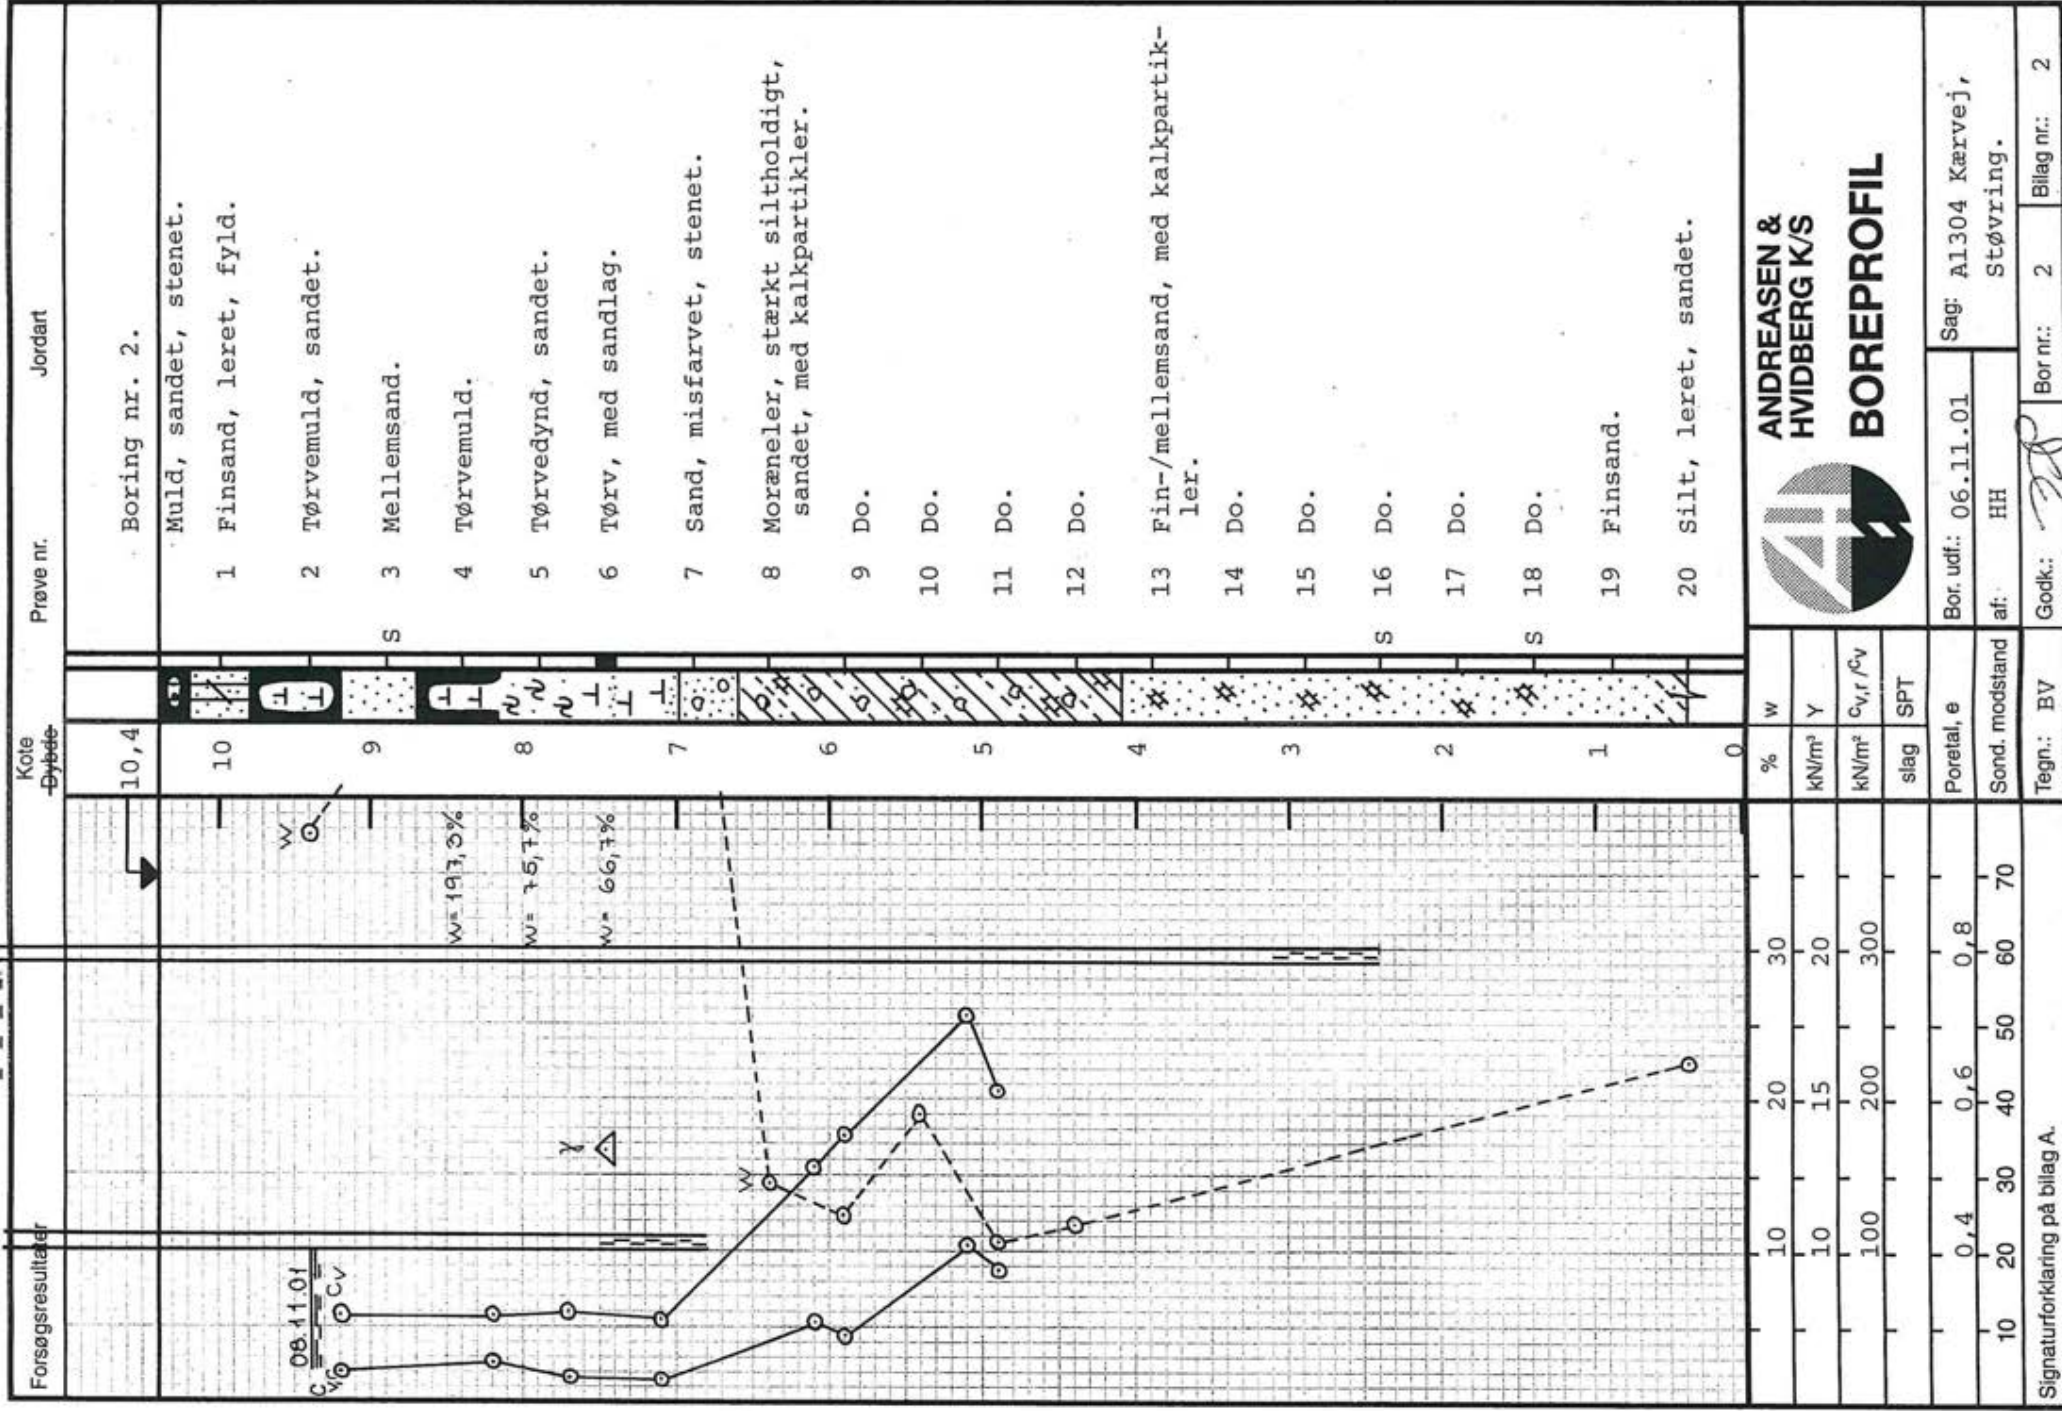 Forsøgsresultater
Kote
Dybde
Prøve nr.
Jordart
10,4
Boring nr. 2.
Muld, sandet, stenet.
1 Finsand, leret, fyld.
2 Tørvemuld, sandet.
S 3 Mellemsand.
4 Tørvemuld.
5 Tørvedynd, sandet.
6 Tørv, med sandlag.
7 Sand, misfarvet, stenet.
8 Moræneler, stærkt siltholdigt,
sandet, med kalkpartikler.
9 Do.
10 Do.
11 Do.
12 Do.
13 Fin-/mellemsand, med kalkpartik-
ler.
14 Do.
15 Do.
S 16 Do.
17 Do.
S 18 Do.
19 Finsand.
20 Silt, leret, sandet.
10
9
8
7
6
5
4
3
2
1
0
08.11.01
Cv
W
W=197,3%
W= 75,7%
W= 66,7%
γ
W
10 20 30 % w
10 15 20 kN/m³ γ
100 200 300 kN/m² Cv,r/Cv
slag SPT
0,4 0,6 0,8 Poretal, e
10 20 30 40 50 60 70 Sond. modstand
ANDREASEN &
HVIDBERG K/S
BOREPROFIL
Bor. udf.: 06.11.01
af: HH
Sag: A1304 Kærvej,
Støvring.
Signaturforklaring på bilag A.
Tegn.: BV
Godk.:
Bor nr.: 2
Bilag nr.: 2